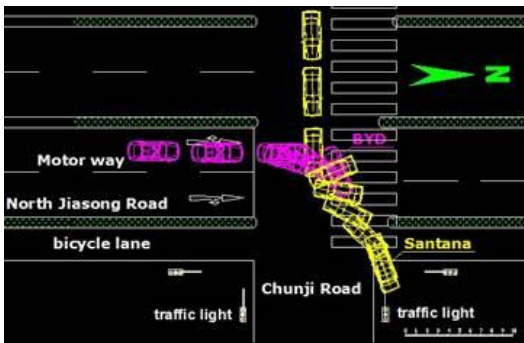 N
BYD
Motor way
North Jiasong Road
bicycle lane
Santana
Chunji Road
traffic light
traffic light